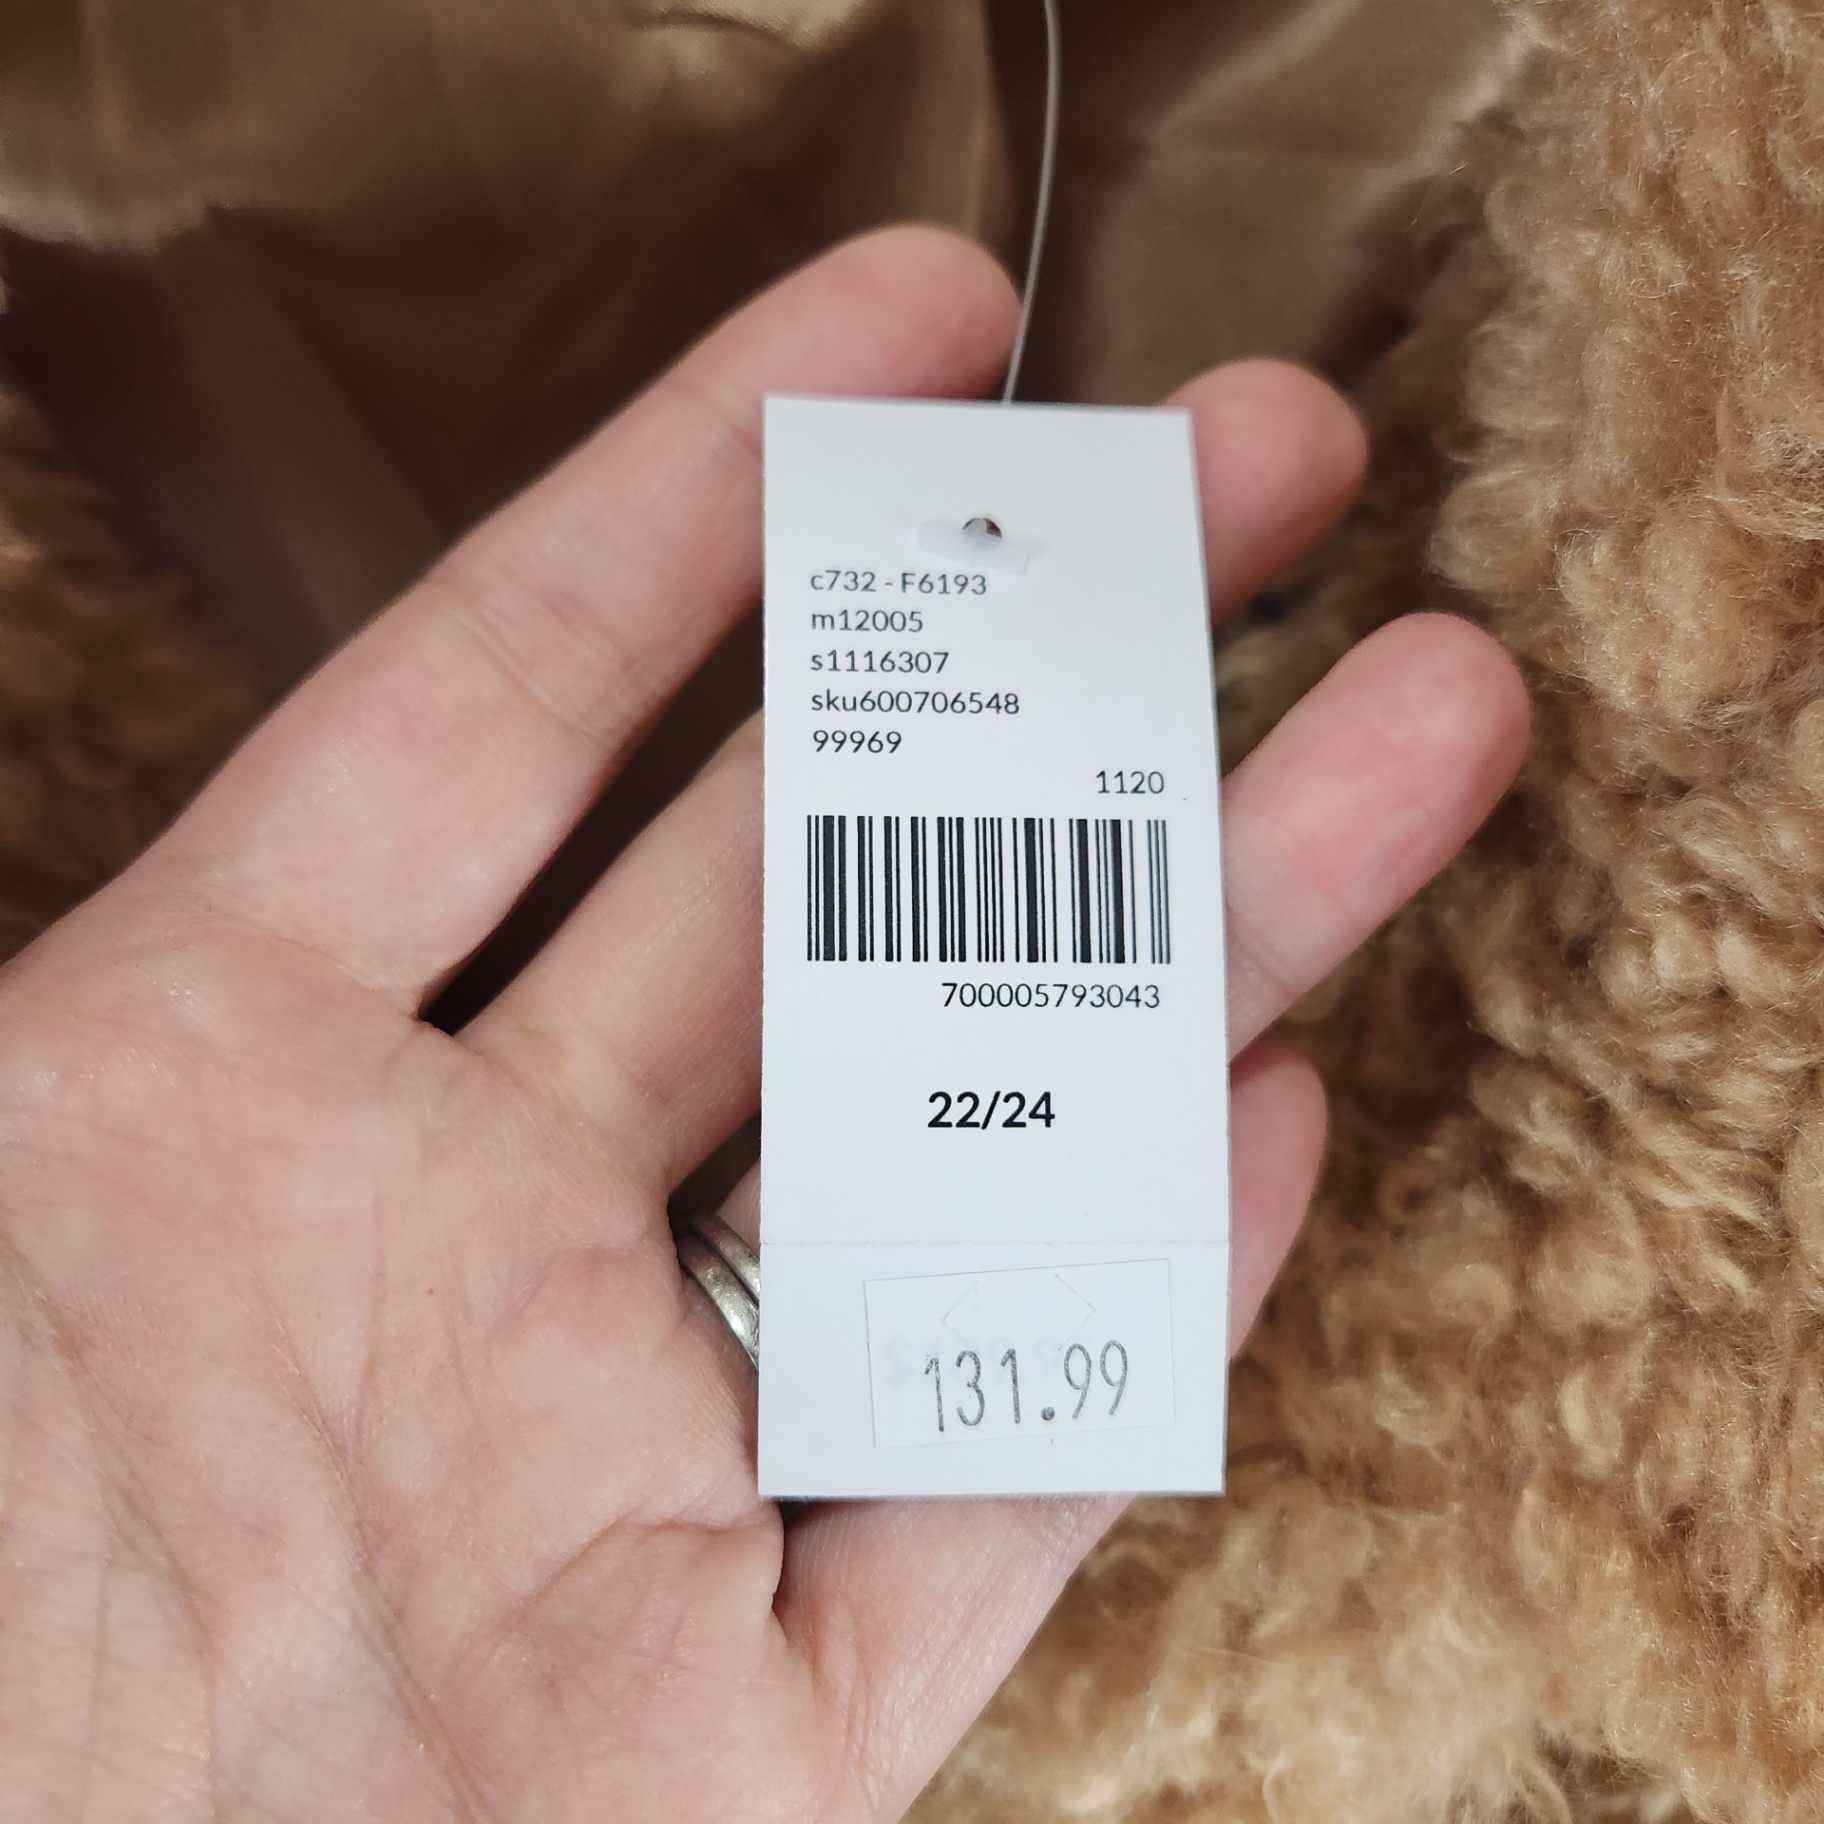 c732 - F6193
m12005
s1116307
sku600706548
99969
1120
700005793043
22/24
131.99